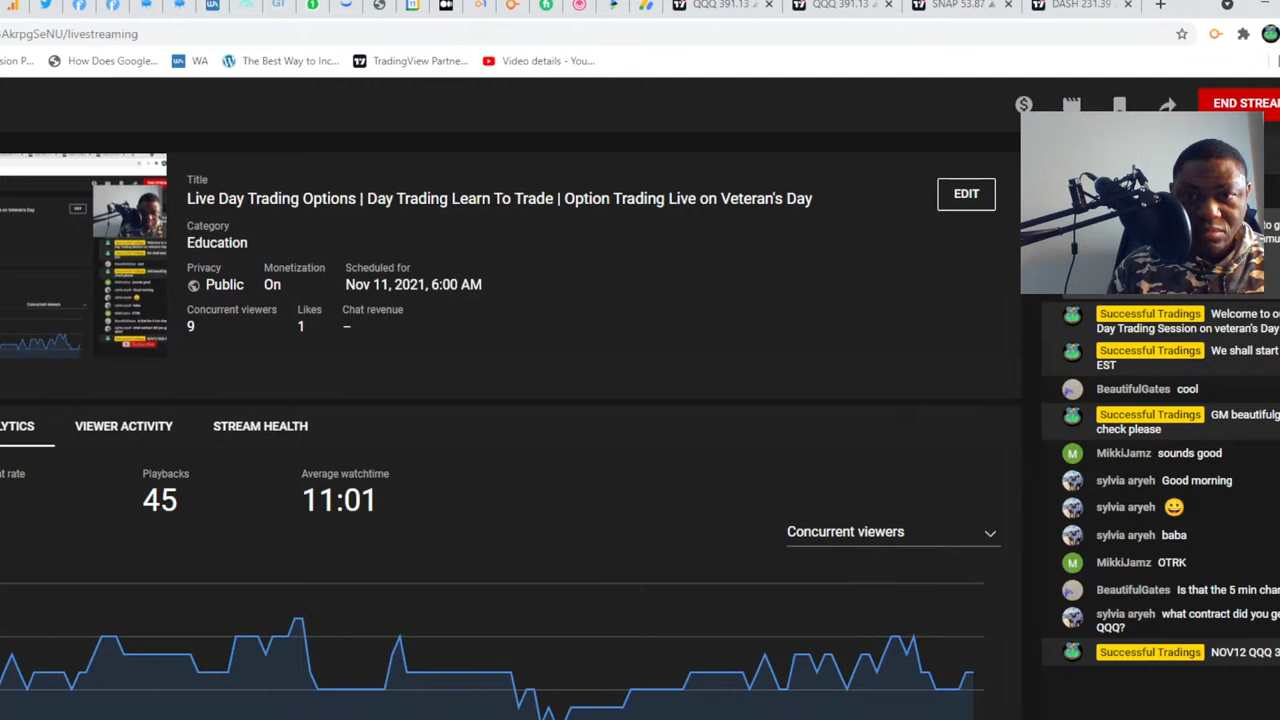 QQQ 391.13
QQQ 391.13
SNAP 53.87
DASH 231.39
AkrpgSeNU/livestreaming
sion P...
How Does Google...
WA
The Best to Way to Inc...
TradingView Partne...
Video details - You...
END STREA
Title
Live Day Trading Options | Day Trading Learn To Trade | Option Trading Live on Veteran's Day
EDIT
Category
Education
Privacy
Monetization
Scheduled for
Public
On
Nov 11, 2021, 6:00 AM
Concurrent viewers
Likes
Chat revenue
9
1
–
LYTICS
VIEWER ACTIVITY
STREAM HEALTH
t rate
Playbacks
Average watchtime
45
11:01
Concurrent viewers
Successful Tradings Welcome to o
Day Trading Session on veteran's Day
Successful Tradings We shall start
EST
BeautifulGates cool
Successful Tradings GM beautifulg
check please
M MikkiJamz sounds good
sylvia aryeh Good morning
sylvia aryeh 😀
sylvia aryeh baba
M MikkiJamz OTRK
BeautifulGates Is that the 5 min char
sylvia aryeh what contract did you ge
QQQ?
Successful Tradings NOV12 QQQ 3